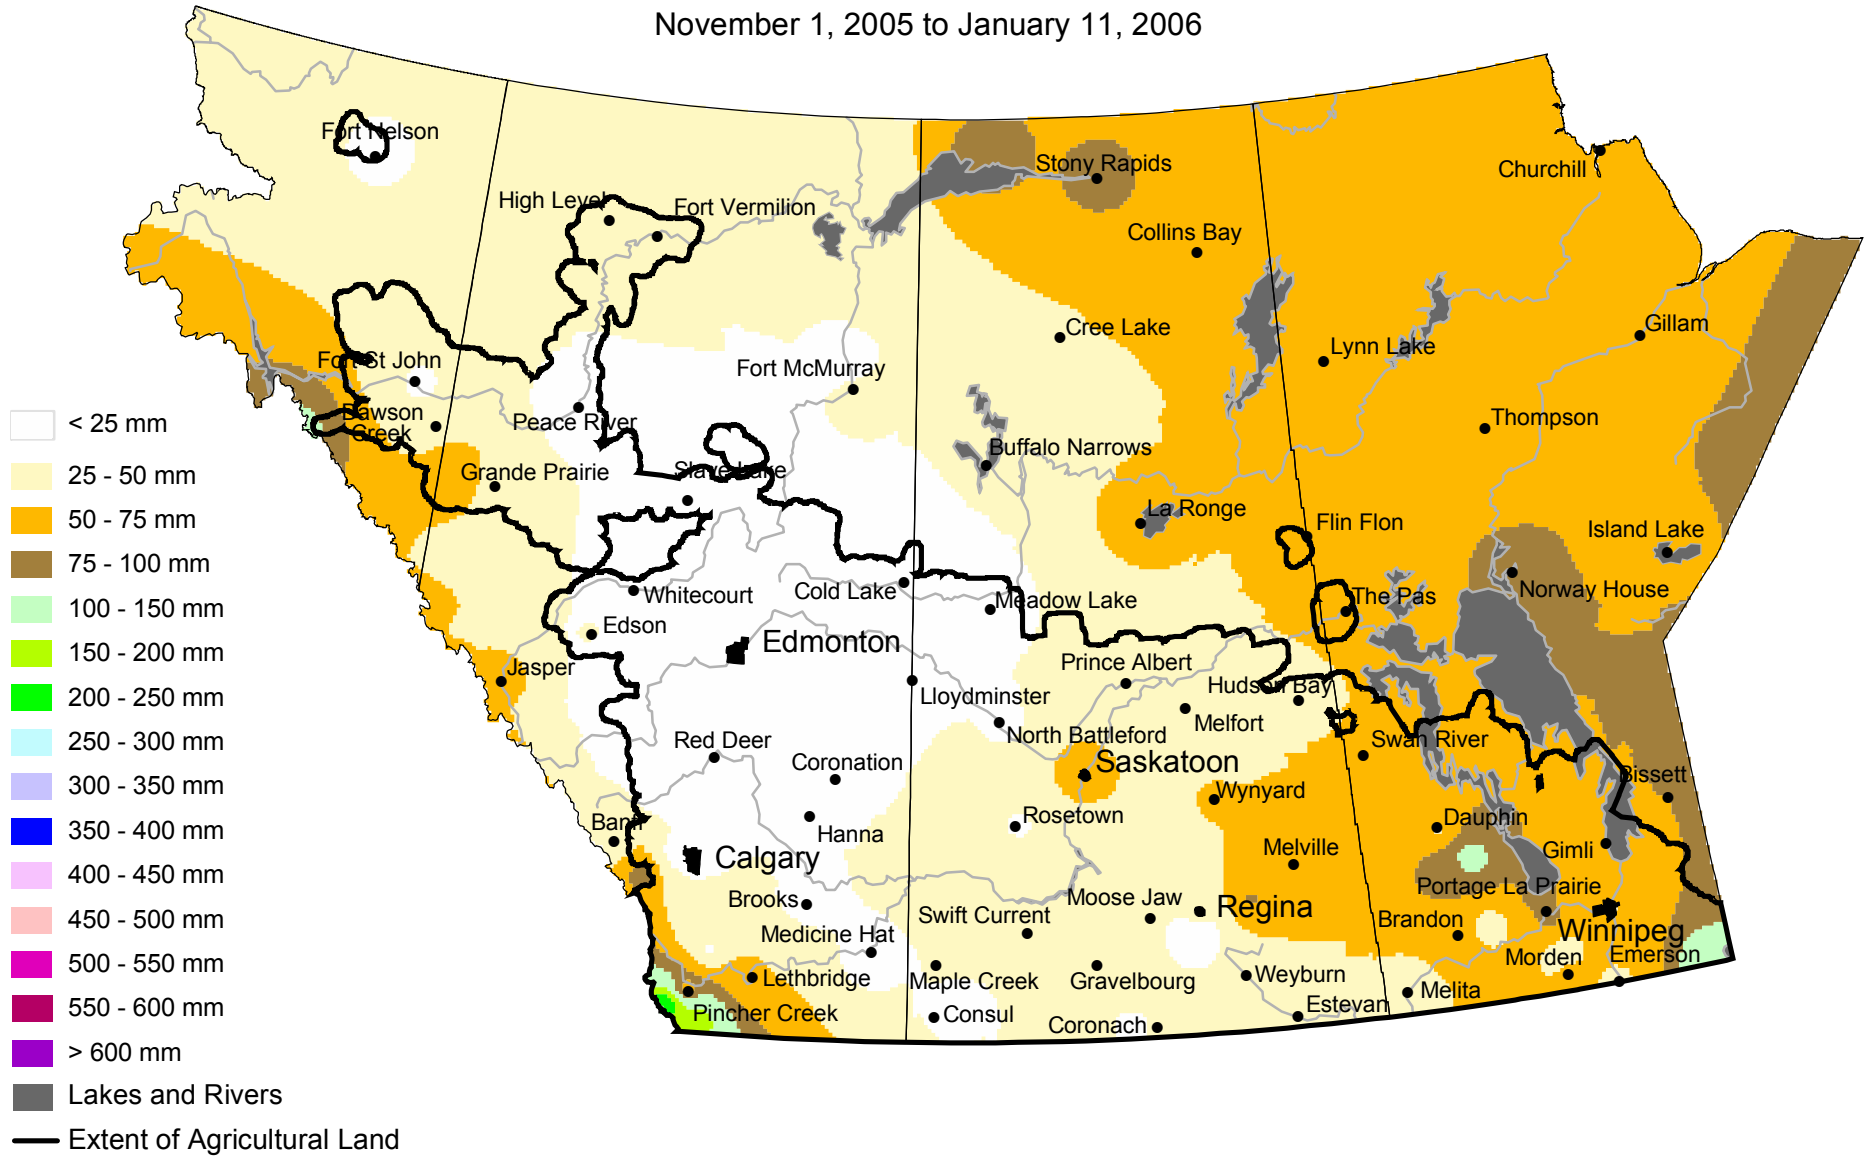 November 1, 2005 to January 11, 2006
Fort Nelson
Stony Rapids
Churchill
High Level
Fort Vermilion
Collins Bay
Cree Lake
Gillam
Lynn Lake
Fort St John
Fort McMurray
Dawson
Creek
Peace River
Thompson
Buffalo Narrows
Grande Prairie
Slave Lake
La Ronge
Flin Flon
Island Lake
Whitecourt
Cold Lake
Meadow Lake
The Pas
Norway House
Edson
Edmonton
Jasper
Prince Albert
Hudson Bay
Lloydminster
Melfort
North Battleford
Red Deer
Coronation
Saskatoon
Swan River
Bissett
Wynyard
Banff
Hanna
Rosetown
Dauphin
Calgary
Melville
Gimli
Brooks
Moose Jaw
Portage La Prairie
Swift Current
Regina
Brandon
Medicine Hat
Winnipeg
Lethbridge
Maple Creek
Gravelbourg
Weyburn
Morden
Emerson
Pincher Creek
Consul
Coronach
Estevan
Melita
< 25 mm
25 - 50 mm
50 - 75 mm
75 - 100 mm
100 - 150 mm
150 - 200 mm
200 - 250 mm
250 - 300 mm
300 - 350 mm
350 - 400 mm
400 - 450 mm
450 - 500 mm
500 - 550 mm
550 - 600 mm
> 600 mm
Lakes and Rivers
Extent of Agricultural Land